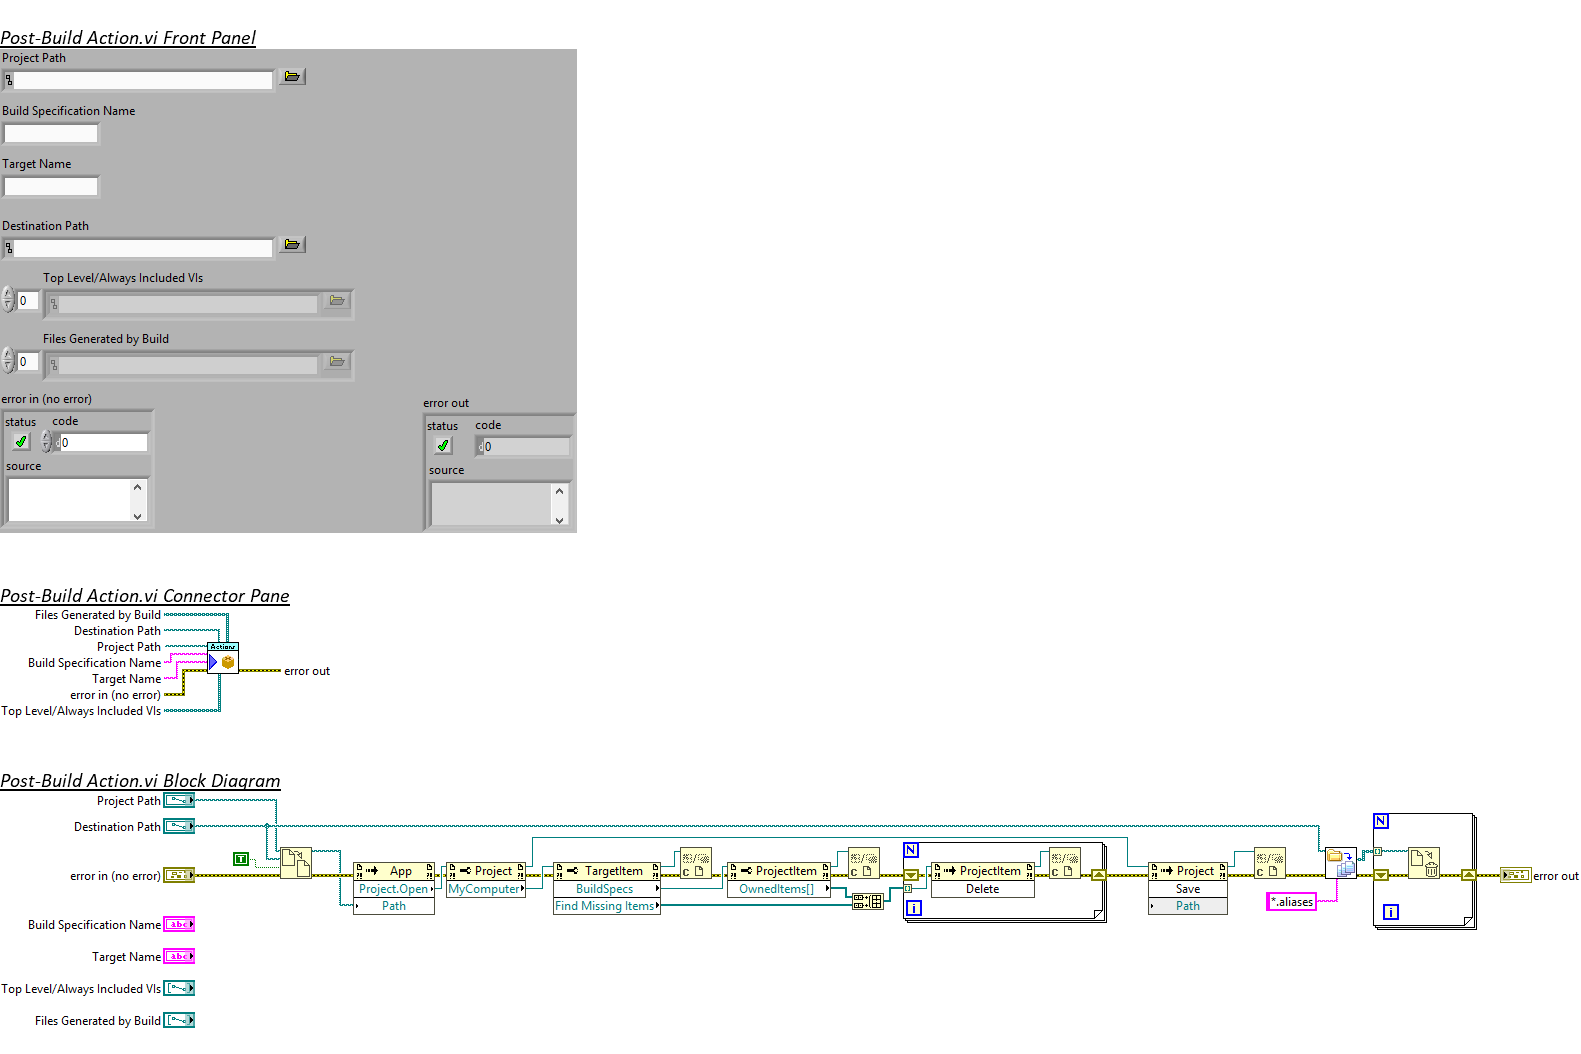 Post-Build Action.vi Front Panel
Project Path
Build Specification Name
Target Name
Destination Path
Top Level/Always Included VIs
0
Files Generated by Build
0
error in (no error)
status code
0
source
error out
status code
0
source
Post-Build Action.vi Connector Pane
Files Generated by Build
Destination Path
Project Path
Actions
Build Specification Name
Target Name
error out
error in (no error)
Top Level/Always Included VIs
Post-Build Action.vi Block Diagram
Project Path
Destination Path
T
error in (no error)
App
Project.Open
Path
Project
MyComputer
TargetItem
BuildSpecs
Find Missing Items
ProjectItem
OwnedItems[]
N
ProjectItem
Delete
i
Project
Save
Path
*.aliases
N
i
error out
Build Specification Name
abc
Target Name
abc
Top Level/Always Included VIs
Files Generated by Build